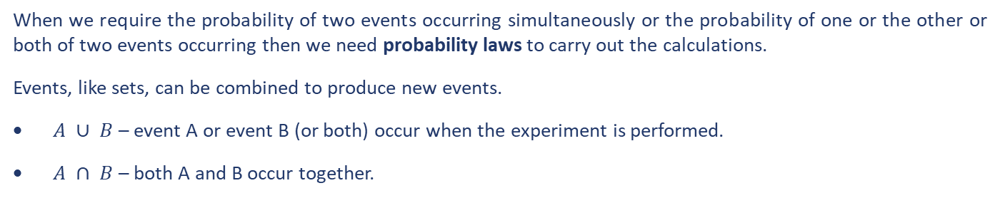 When we require the probability of two events occurring simultaneously or the probability of one or the other or
both of two events occurring then we need probability laws to carry out the calculations.
Events, like sets, can be combined to produce new events.
• A ∪ B – event A or event B (or both) occur when the experiment is performed.
• A ∩ B – both A and B occur together.